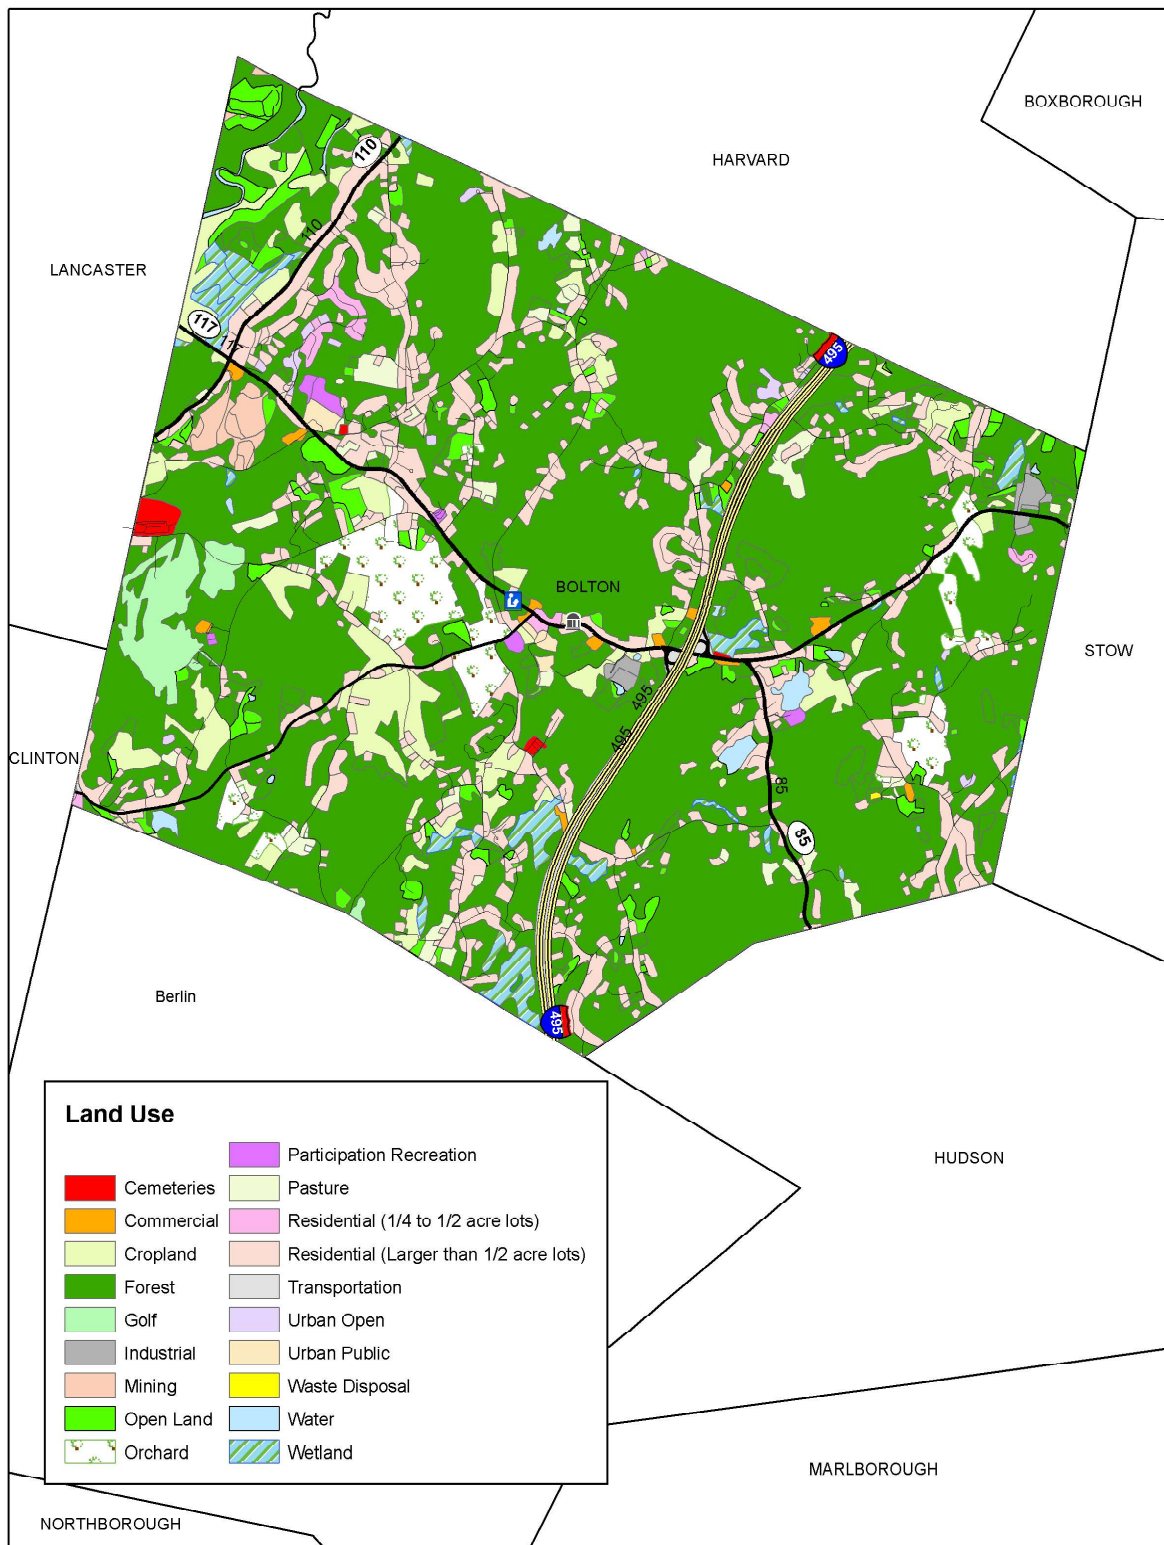 BOXBOROUGH
HARVARD
110
110
LANCASTER
117
117
495
BOLTON
STOW
495
495
CLINTON
85
85
Berlin
495
HUDSON
Land Use
Participation Recreation
Cemeteries
Pasture
Commercial
Residential (1/4 to 1/2 acre lots)
Cropland
Residential (Larger than 1/2 acre lots)
Forest
Transportation
Golf
Urban Open
Industrial
Urban Public
Mining
Waste Disposal
Open Land
Water
Orchard
Wetland
MARLBOROUGH
NORTHBOROUGH